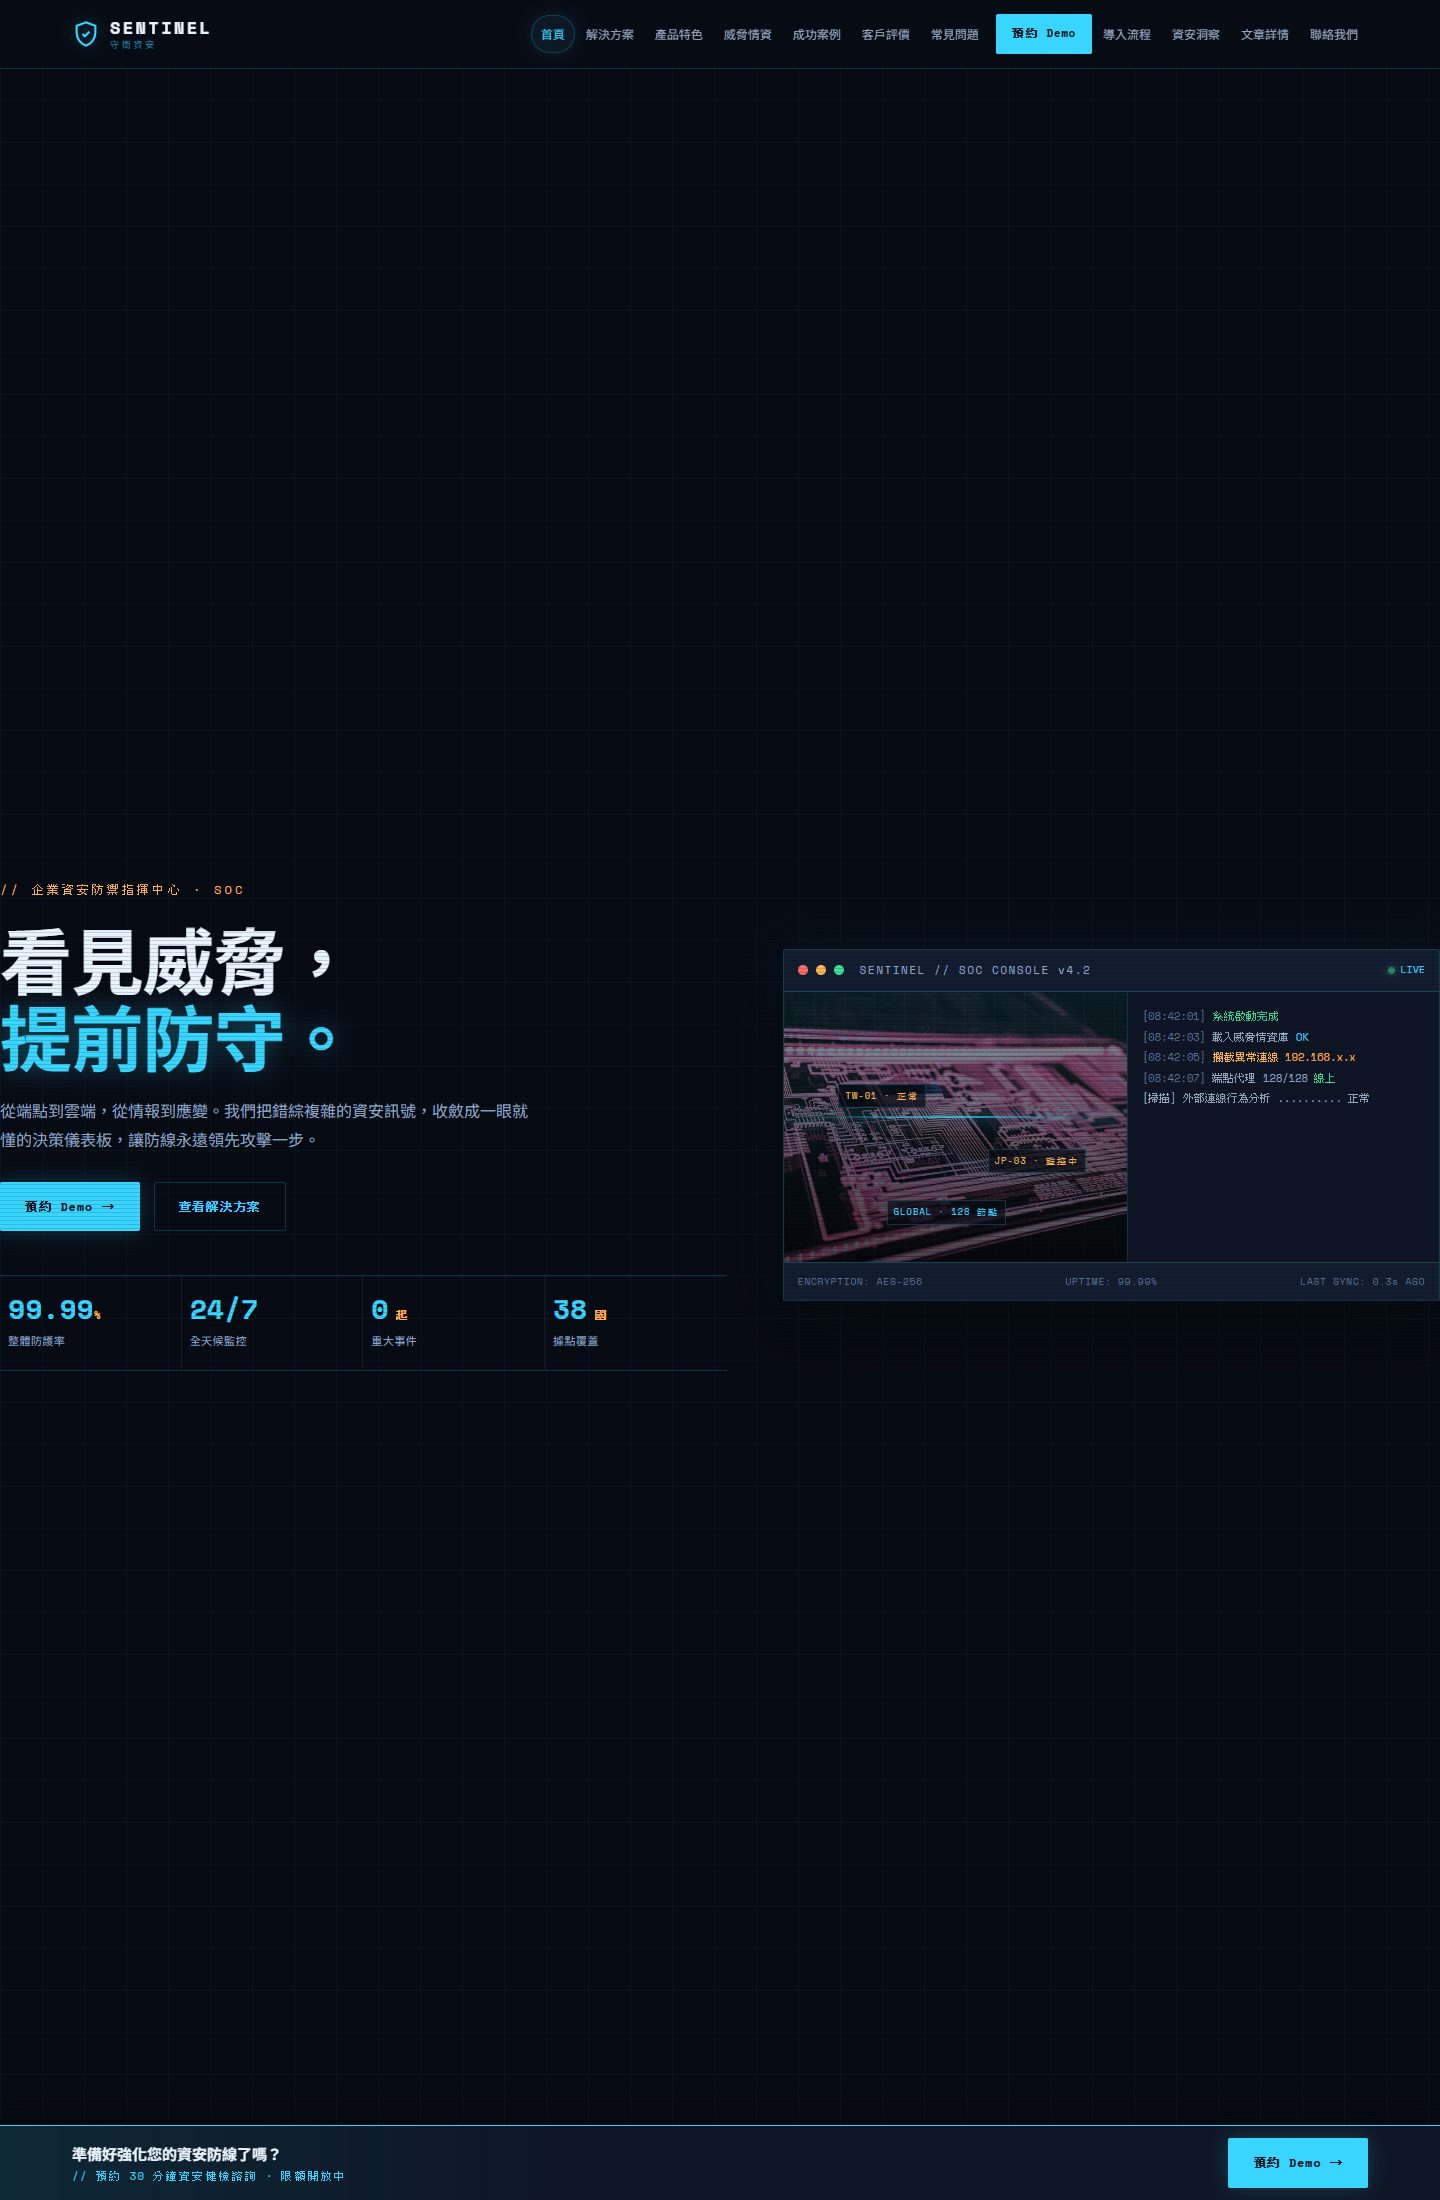 SENTINEL
守衛資安
首頁
解決方案
產品特色
威脅情資
成功案例
客戶評價
常見問題
預約 Demo
導入流程
資安洞察
文章詳情
聯絡我們
// 企業資安防禦指揮中心 · SOC
看見威脅，
提前防守。
從端點到雲端，從情報到應變。我們把錯綜複雜的資安訊號，收斂成一眼就
懂的決策儀表板，讓防線永遠領先攻擊一步。
預約 Demo →
查看解決方案
99.99%
整體防護率
24/7
全天候監控
0 起
重大事件
38 國
據點覆蓋
SENTINEL // SOC CONSOLE v4.2
LIVE
TW-01 · 正常
JP-03 · 監控中
GLOBAL · 128 節點
[08:42:01] 系統啟動完成
[08:42:03] 載入威脅情資庫 OK
[08:42:05] 攔截異常連線 192.168.x.x
[08:42:07] 端點代理 128/128 線上
[掃描] 外部連線行為分析 .......... 正常
ENCRYPTION: AES-256
UPTIME: 99.99%
LAST SYNC: 0.3s AGO
準備好強化您的資安防線了嗎？
// 預約 30 分鐘資安健檢諮詢 · 限額開放中
預約 Demo →